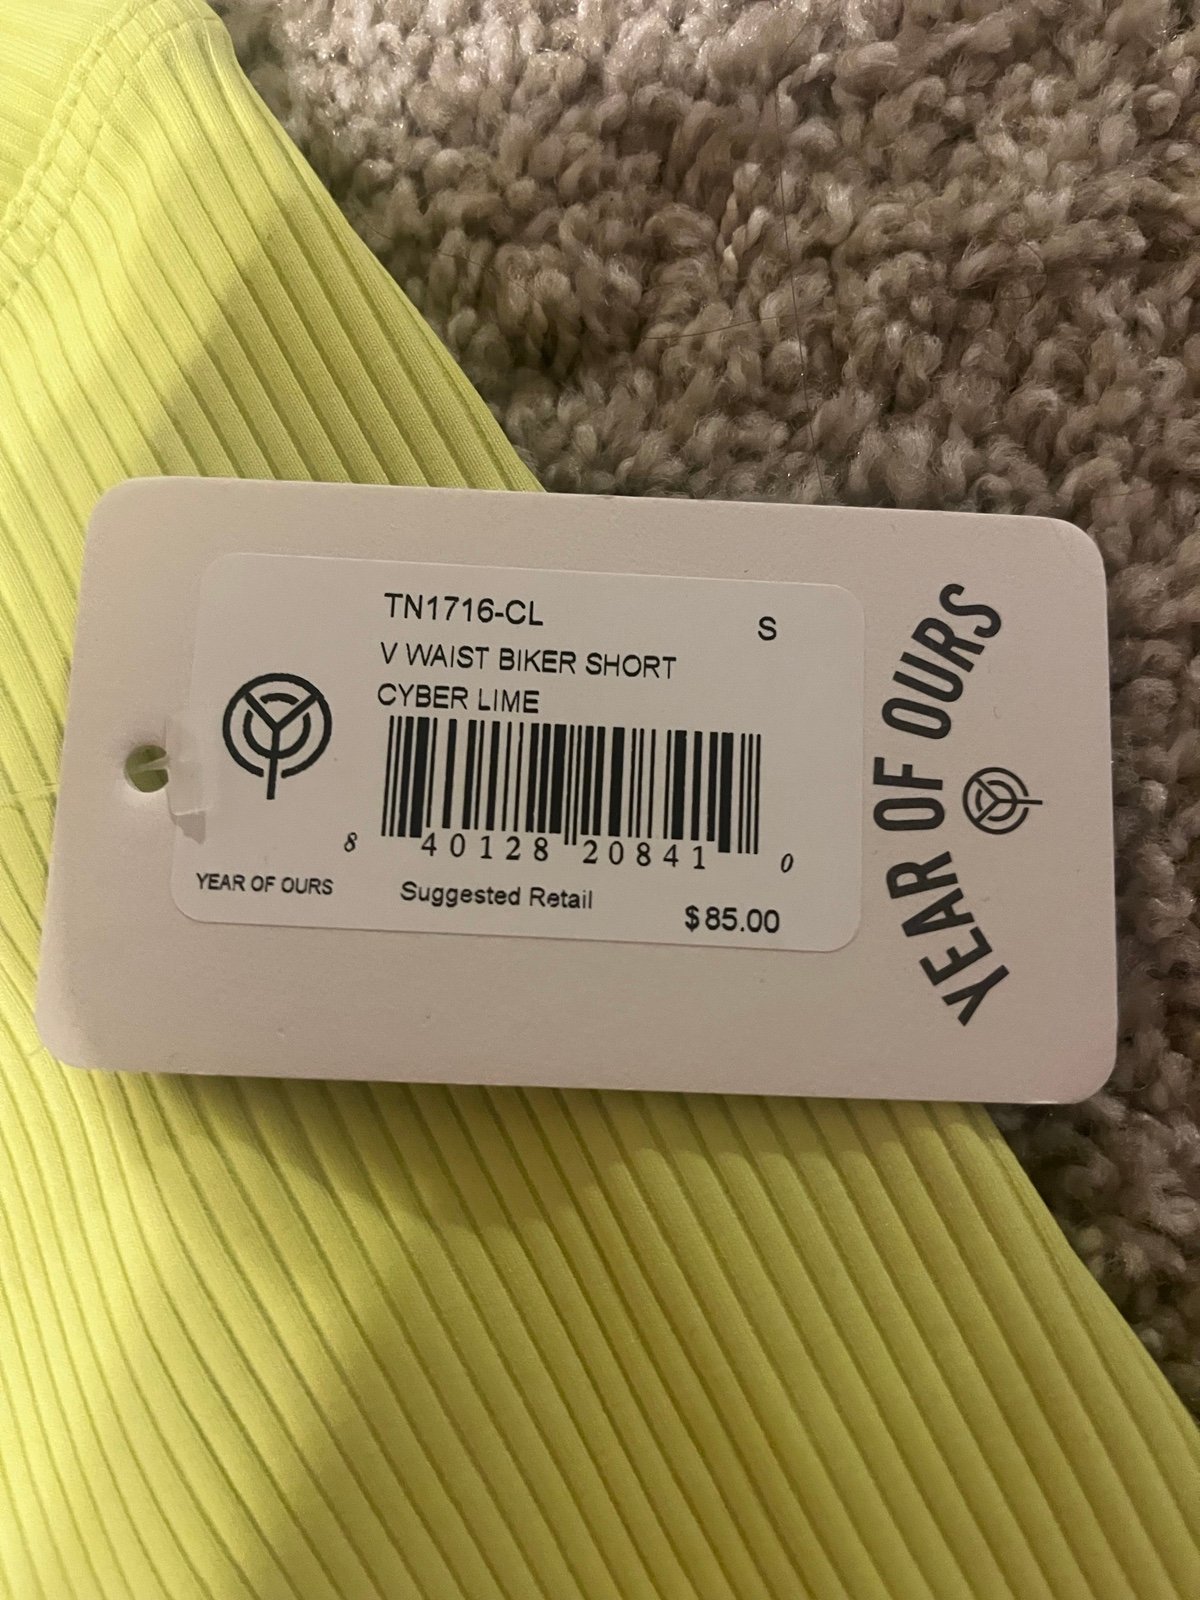 TN1716-CL
S
V WAIST BIKER SHORT
CYBER LIME
8 40128 20841 0
YEAR OF OURS
Suggested Retail
$85.00
YEAR OF OURS